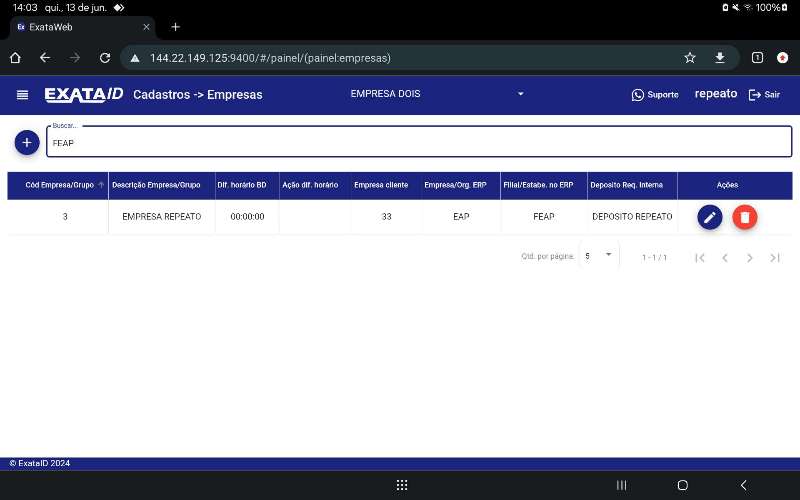 14:03 qui., 13 de jun.
100%
Ex ExataWeb
144.22.149.125:9400/#/painel/(painel:empresas)
1
EXATAID Cadastros -> Empresas EMPRESA DOIS Suporte repeato Sair
Buscar...
FEAP
Cód Empresa/Grupo Descrição Empresa/Grupo Dif. horário BD Ação dif. horário Empresa cliente Empresa/Org. ERP Filial/Estabe. no ERP Deposito Req. Interna Ações
3 EMPRESA REPEATO 00:00:00 33 EAP FEAP DEPOSITO REPEATO
Qtd. por página: 5 1 - 1 / 1
© ExataID 2024